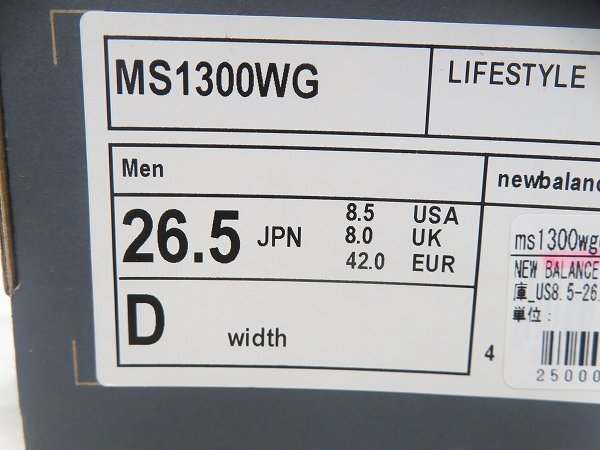 MS1300WG
LIFESTYLE
Men
26.5 JPN
8.5 USA
8.0 UK
42.0 EUR
D width
newbalanc
4
ms1300wg
NEW BALANCE
庫_US8.5-26.
単位:
25000